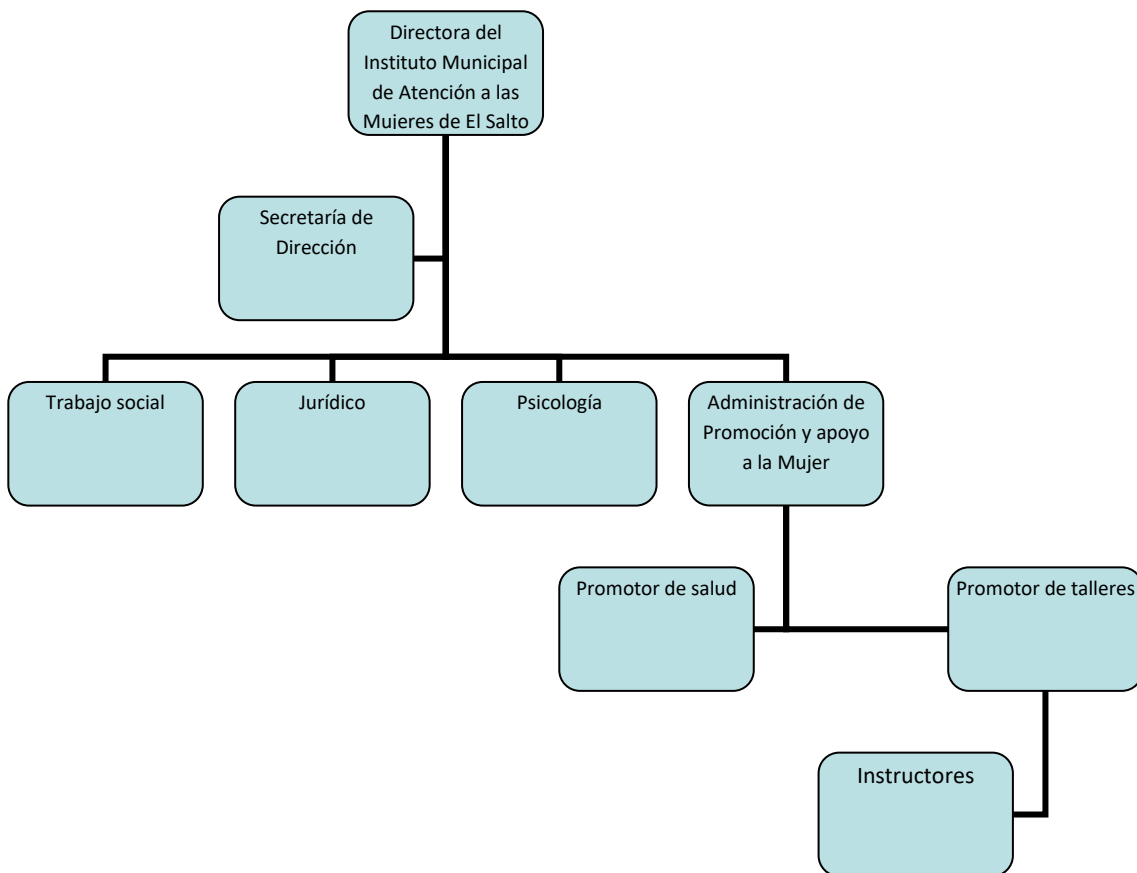 Directora del
Instituto Municipal
de Atención a las
Mujeres de El Salto
Secretaría de
Dirección
Trabajo social
Jurídico
Psicología
Administración de
Promoción y apoyo
a la Mujer
Promotor de salud
Promotor de talleres
Instructores